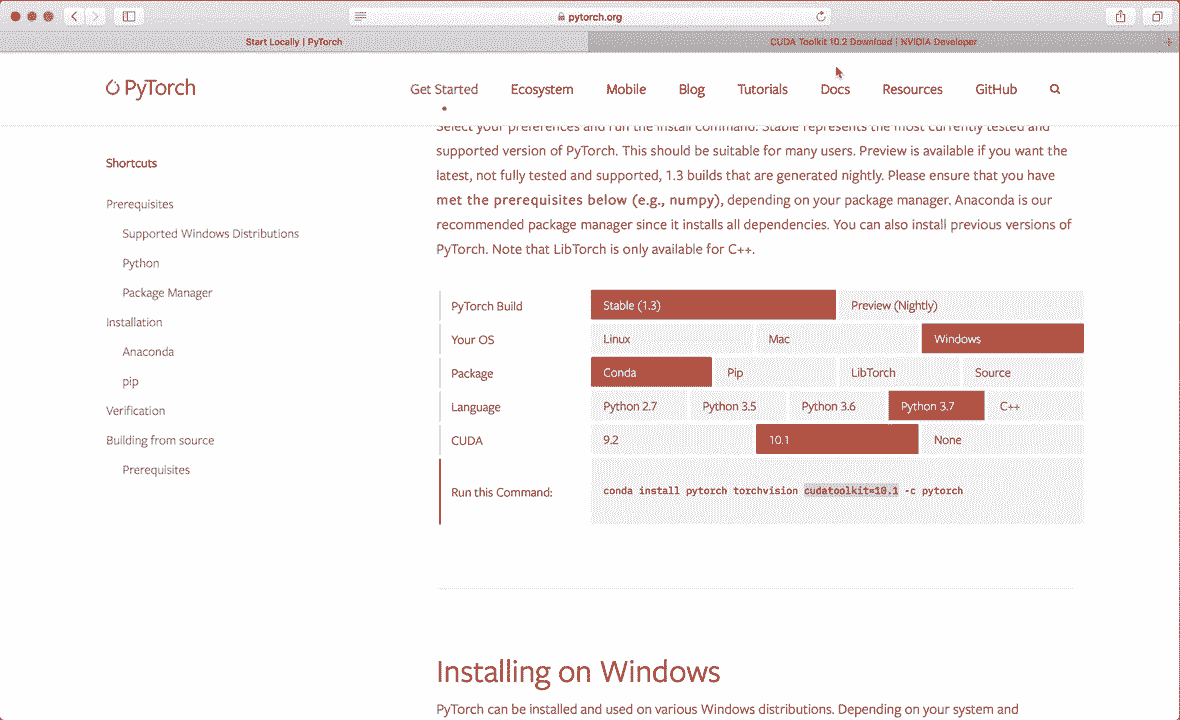 pytorch.org
Start Locally | PyTorch
CUDA Toolkit 10.2 Download | NVIDIA Developer
PyTorch
Get Started
Ecosystem
Mobile
Blog
Tutorials
Docs
Resources
GitHub
Shortcuts
Prerequisites
Supported Windows Distributions
Python
Package Manager
Installation
Anaconda
pip
Verification
Building from source
Prerequisites
Select your preferences and run the install command. Stable represents the most currently tested and
supported version of PyTorch. This should be suitable for many users. Preview is available if you want the
latest, not fully tested and supported, 1.3 builds that are generated nightly. Please ensure that you have
met the prerequisites below (e.g., numpy), depending on your package manager. Anaconda is our
recommended package manager since it installs all dependencies. You can also install previous versions of
PyTorch. Note that LibTorch is only available for C++.
PyTorch Build
Stable (1.3)
Preview (Nightly)
Your OS
Linux
Mac
Windows
Package
Conda
Pip
LibTorch
Source
Language
Python 2.7
Python 3.5
Python 3.6
Python 3.7
C++
CUDA
9.2
10.1
None
Run this Command:
conda install pytorch torchvision cudatoolkit=10.1 -c pytorch
Installing on Windows
PyTorch can be installed and used on various Windows distributions. Depending on your system and